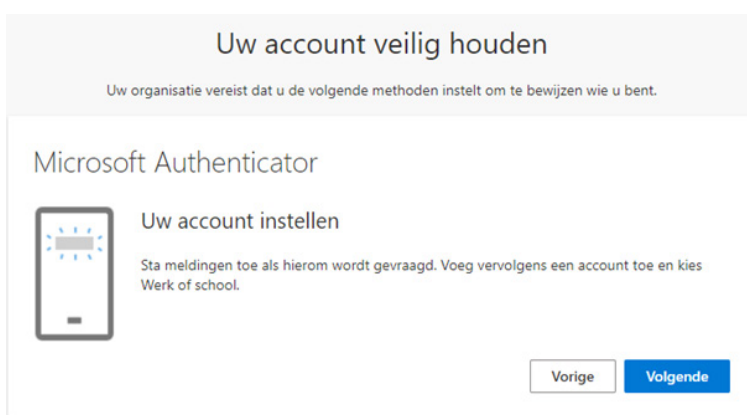 Uw account veilig houden
Uw organisatie vereist dat u de volgende methoden instelt om te bewijzen wie u bent.
Microsoft Authenticator
Uw account instellen
Sta meldingen toe als hierom wordt gevraagd. Voeg vervolgens een account toe en kies
Werk of school.
Vorige
Volgende